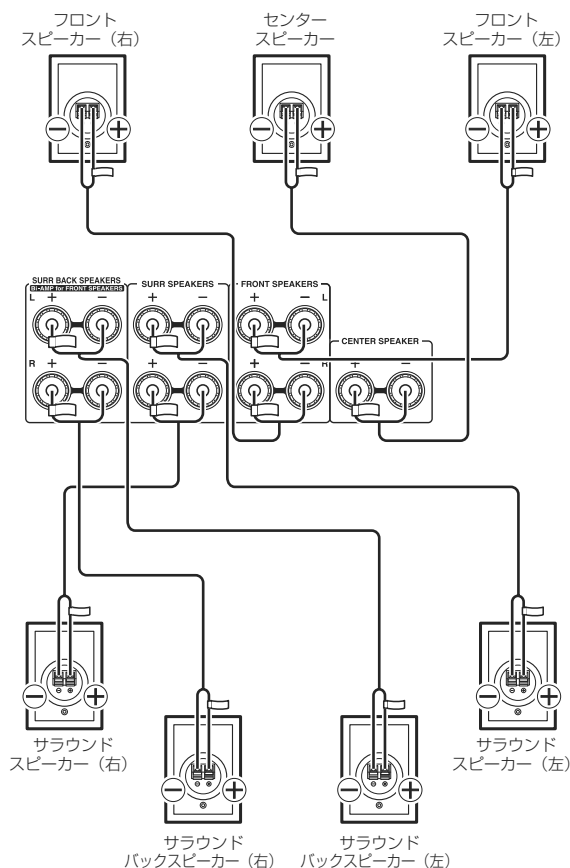 フロント
スピーカー（右）
センター
スピーカー
フロント
スピーカー（左）
− +
− +
− +
SURR BACK SPEAKERS
BI-AMP for FRONT SPEAKERS
SURR SPEAKERS
FRONT SPEAKERS
L + −
+ −
+ − L
CENTER SPEAKER
R + −
+ −
+ − R
+ −
− +
− +
− +
− +
サラウンド
スピーカー（右）
サラウンド
スピーカー（左）
サラウンド
バックスピーカー（右）
サラウンド
バックスピーカー（左）